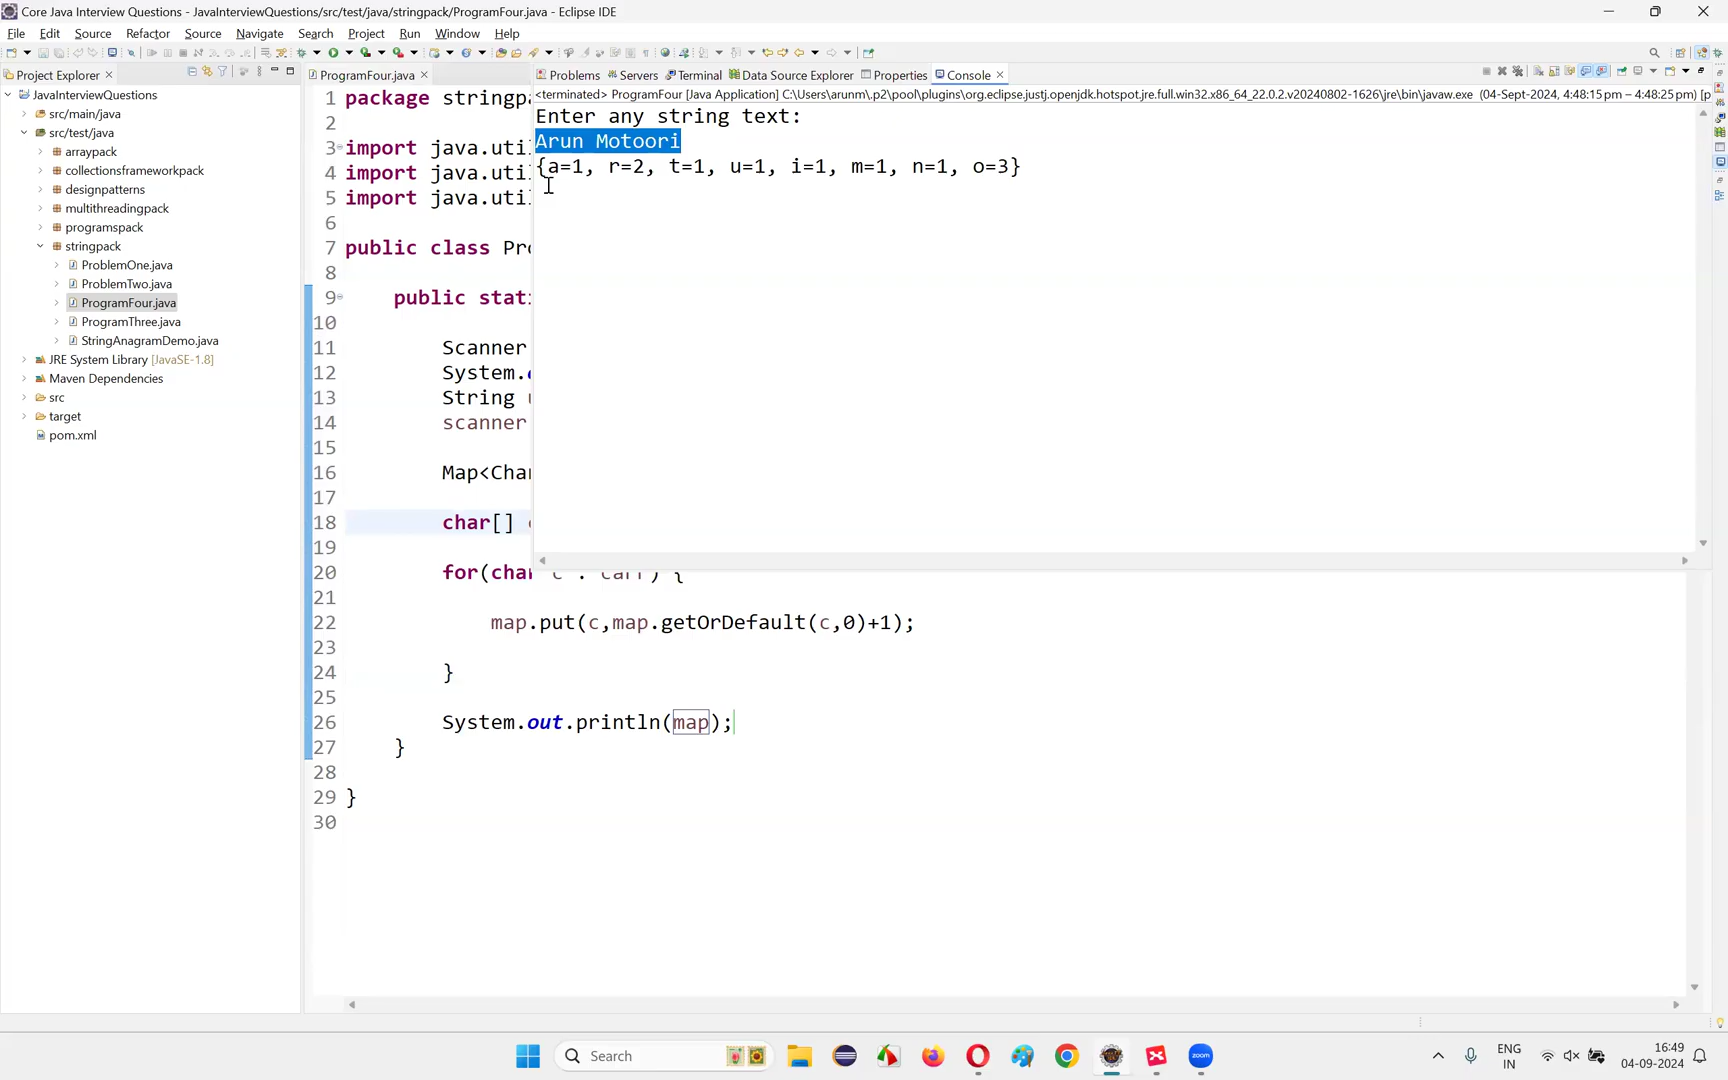 Core Java Interview Questions - JavaInterviewQuestions/src/test/java/stringpack/ProgramFour.java - Eclipse IDE
File Edit Source Refactor Source Navigate Search Project Run Window Help
Project Explorer
JavaInterviewQuestions
src/main/java
src/test/java
arraypack
collectionsframeworkpack
designpatterns
multithreadingpack
programspack
stringpack
ProblemOne.java
ProblemTwo.java
ProgramFour.java
ProgramThree.java
StringAnagramDemo.java
JRE System Library [JavaSE-1.8]
Maven Dependencies
src
target
pom.xml
ProgramFour.java
1 package stringpa
2
3 import java.util
4 import java.util
5 import java.util
6
7 public class Pro
8
9 public stati
10
11 Scanner
12 System.o
13 String u
14 scanner
15
16 Map<Char
17
18 char[] c
19
20 for(char c : carr) {
21
22 map.put(c,map.getOrDefault(c,0)+1);
23
24 }
25
26 System.out.println(map);
27 }
28
29 }
30
Problems Servers Terminal Data Source Explorer Properties Console
<terminated> ProgramFour [Java Application] C:\Users\arunm.p2\pool\plugins\org.eclipse.justj.openjdk.hotspot.jre.full.win32.x86_64_22.0.2.v20240802-1626\jre\bin\javaw.exe (04-Sept-2024, 4:48:15 pm – 4:48:25 pm) [p
Enter any string text:
Arun Motoori
{a=1, r=2, t=1, u=1, i=1, m=1, n=1, o=3}
Search
zoom
ENG
IN
16:49
04-09-2024